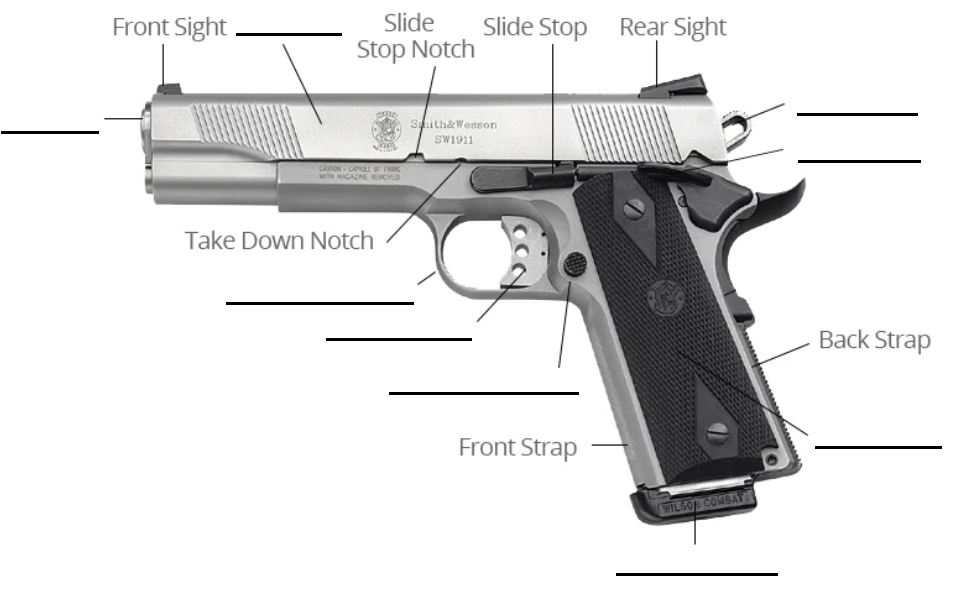 Front Sight
Slide
Stop Notch
Slide Stop
Rear Sight
Smith&Wesson
SW1911
CAUTION - CAPABLE OF FIRING
WITH MAGAZINE REMOVED
Take Down Notch
Back Strap
Front Strap
WILSON COMBAT